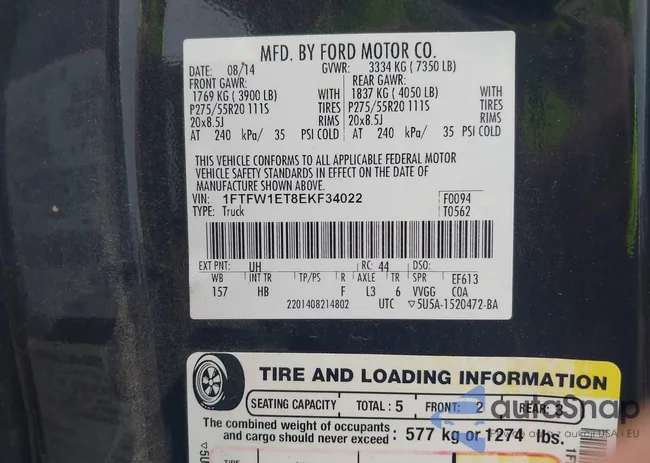 MFD. BY FORD MOTOR CO.
DATE: 08/14 GVWR: 3334 KG ( 7350 LB)
FRONT GAWR: REAR GAWR:
1769 KG ( 3900 LB) WITH 1837 KG ( 4050 LB) WITH
P275/55R20 111S TIRES P275/55R20 111S TIRES
20x8.5J RIMS 20x8.5J RIMS
AT 240 kPa/ 35 PSI COLD AT 240 kPa/ 35 PSI COLD
THIS VEHICLE CONFORMS TO ALL APPLICABLE FEDERAL MOTOR
VEHICLE SAFETY STANDARDS IN EFFECT ON THE DATE OF
MANUFACTURE SHOWN ABOVE.
VIN: 1FTFW1ET8EKF34022 F0094
TYPE: Truck T0562
EXT PNT: UH RC: 44 DSO:
WB INT TR TP/PS R AXLE TR SPR EF613
157 HB F L3 6 VVGG COA
2201408214802 UTC ▽5U5A-1520472-BA
TIRE AND LOADING INFORMATION
SEATING CAPACITY TOTAL: 5 FRONT: 2 REAR: 3
The combined weight of occupants
and cargo should never exceed: 577 kg or 1274 lbs.
autoSnap